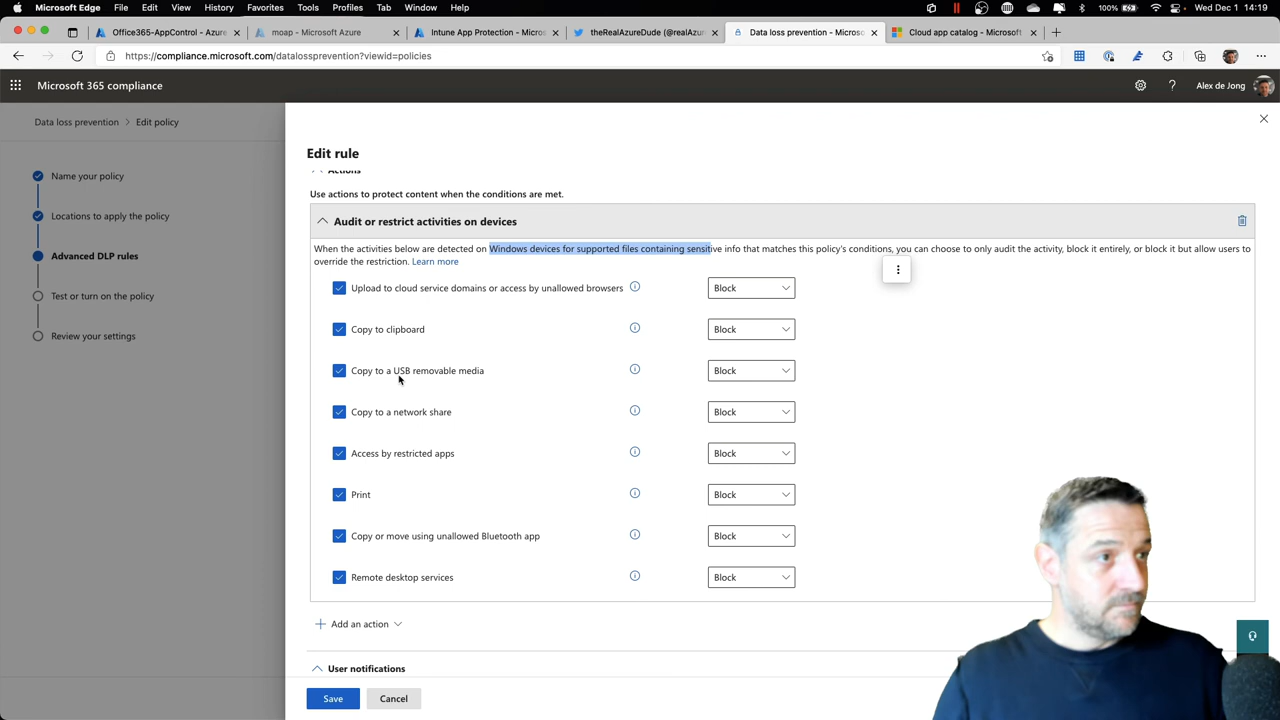 Microsoft Edge File Edit View History Favorites Tools Profiles Tab Window Help 100% Wed Dec 1 14:19
Office365-AppControl - Azure moap - Microsoft Azure Intune App Protection - Micros theRealAzureDude (@realAzur Data loss prevention - Microso Cloud app catalog - Microsoft
https://compliance.microsoft.com/datalossprevention?viewid=policies
Microsoft 365 compliance Alex de Jong
Data loss prevention > Edit policy
Name your policy
Locations to apply the policy
Advanced DLP rules
Test or turn on the policy
Review your settings
Edit rule
Actions
Use actions to protect content when the conditions are met.
Audit or restrict activities on devices
When the activities below are detected on Windows devices for supported files containing sensitive info that matches this policy's conditions, you can choose to only audit the activity, block it entirely, or block it but allow users to
override the restriction. Learn more
Upload to cloud service domains or access by unallowed browsers Block
Copy to clipboard Block
Copy to a USB removable media Block
Copy to a network share Block
Access by restricted apps Block
Print Block
Copy or move using unallowed Bluetooth app Block
Remote desktop services Block
Add an action
User notifications
Save Cancel